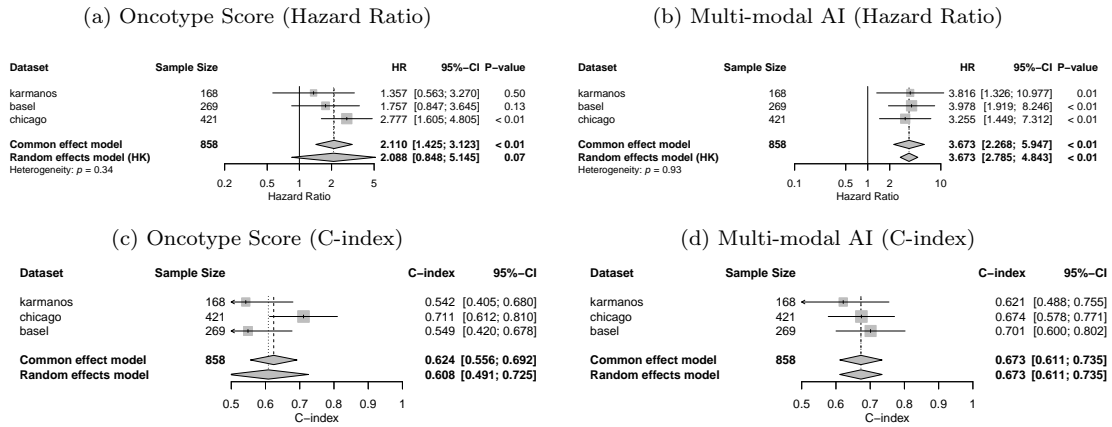 (a) Oncotype Score (Hazard Ratio)
Dataset Sample Size HR 95%−CI P−value
karmanos 168 1.357 [0.563; 3.270] 0.50
basel 269 1.757 [0.847; 3.645] 0.13
chicago 421 2.777 [1.605; 4.805] < 0.01
Common effect model 858 2.110 [1.425; 3.123] < 0.01
Random effects model (HK) 2.088 [0.848; 5.145] 0.07
Heterogeneity: p = 0.34
0.2 0.5 1 2 5
Hazard Ratio
(b) Multi-modal AI (Hazard Ratio)
Dataset Sample Size HR 95%−CI P−value
karmanos 168 3.816 [1.326; 10.977] 0.01
basel 269 3.978 [1.919; 8.246] < 0.01
chicago 421 3.255 [1.449; 7.312] < 0.01
Common effect model 858 3.673 [2.268; 5.947] < 0.01
Random effects model (HK) 3.673 [2.785; 4.843] < 0.01
Heterogeneity: p = 0.93
0.1 0.5 1 2 10
Hazard Ratio
(c) Oncotype Score (C-index)
Dataset Sample Size C−index 95%−CI
karmanos 168 0.542 [0.405; 0.680]
chicago 421 0.711 [0.612; 0.810]
basel 269 0.549 [0.420; 0.678]
Common effect model 858 0.624 [0.556; 0.692]
Random effects model 0.608 [0.491; 0.725]
0.5 0.6 0.7 0.8 0.9 1
C−index
(d) Multi-modal AI (C-index)
Dataset Sample Size C−index 95%−CI
karmanos 168 0.621 [0.488; 0.755]
chicago 421 0.674 [0.578; 0.771]
basel 269 0.701 [0.600; 0.802]
Common effect model 858 0.673 [0.611; 0.735]
Random effects model 0.673 [0.611; 0.735]
0.5 0.6 0.7 0.8 0.9 1
C−index